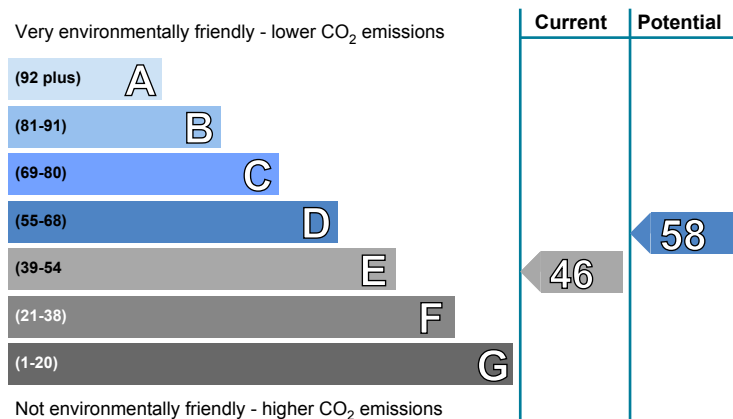 Current Potential
Very environmentally friendly - lower CO2 emissions
(92 plus) A
(81-91) B
(69-80) C
(55-68) D
58
(39-54 E
46
(21-38) F
(1-20) G
Not environmentally friendly - higher CO2 emissions